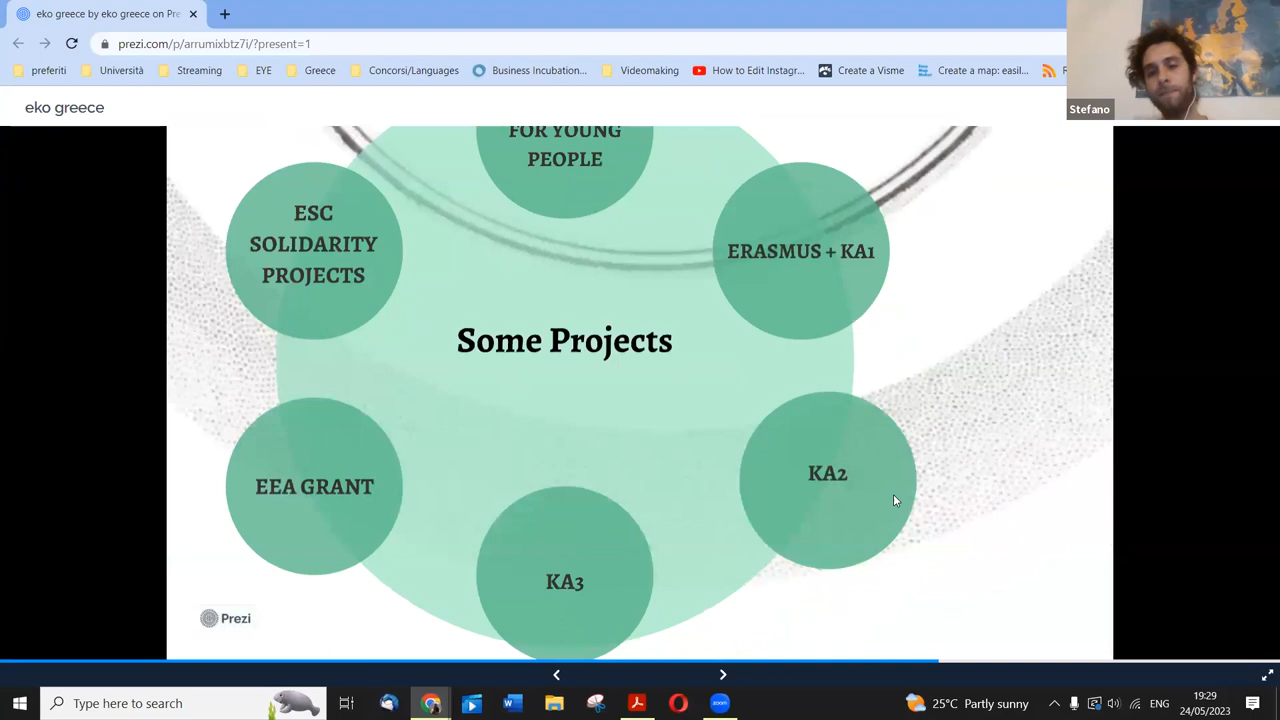 eko greece by eko greece on Pre
prezi.com/p/arrumixbtz7i/?present=1
preferiti
Università
Streaming
EYE
Greece
Concorsi/Languages
Business Incubation...
Videomaking
How to Edit Instagr...
Create a Visme
Create a map: easil...
Stefano
eko greece
FOR YOUNG
PEOPLE
ESC
SOLIDARITY
PROJECTS
ERASMUS + KA1
Some Projects
KA2
EEA GRANT
KA3
Prezi
Type here to search
zoom
25°C Partly sunny
ENG
19:29
24/05/2023